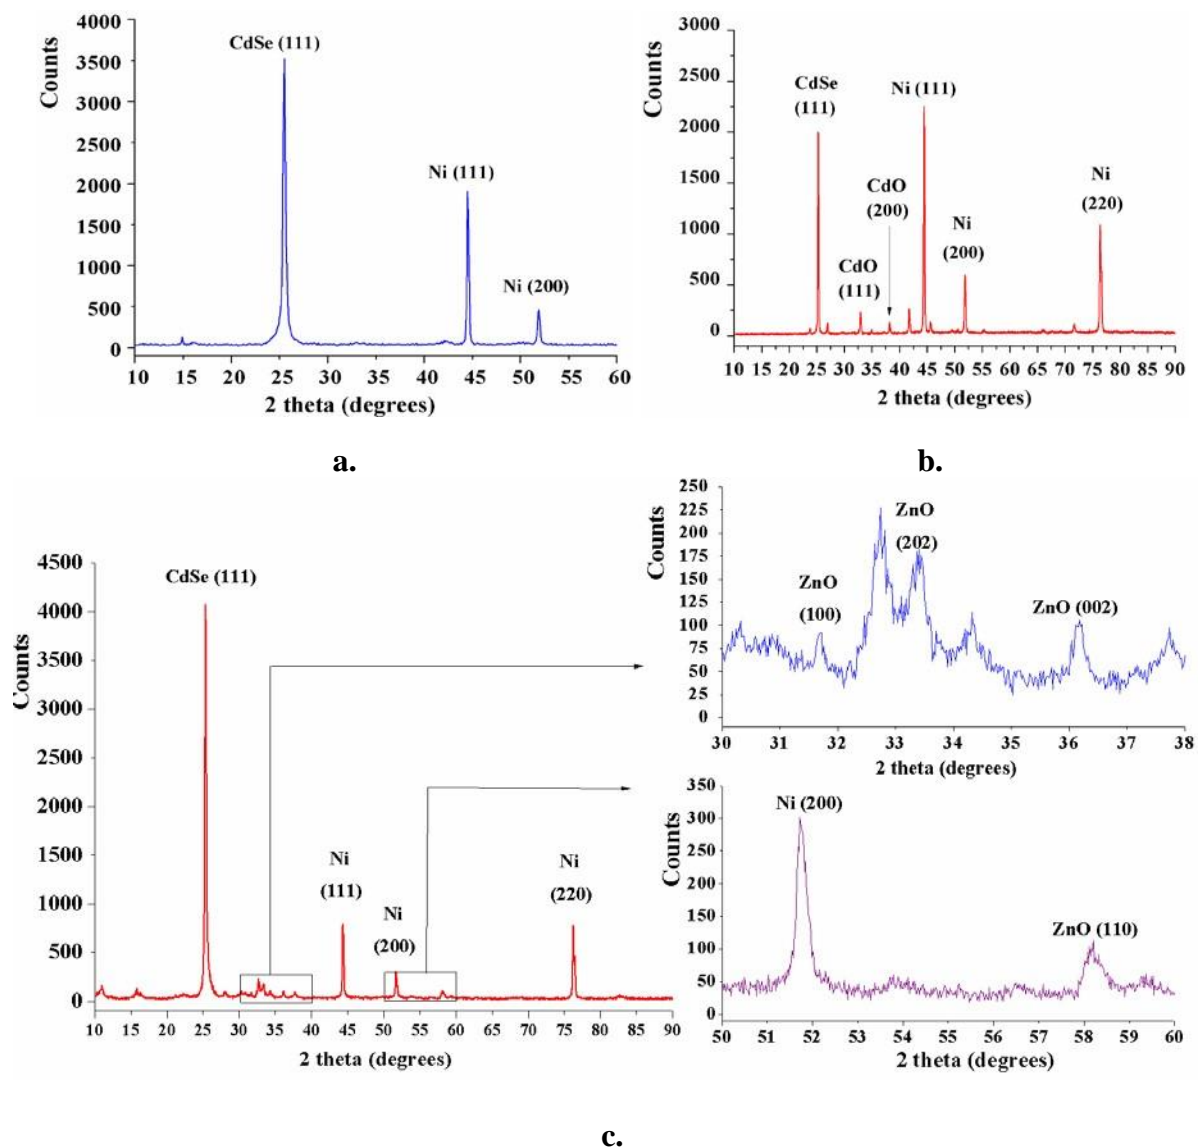 4000
3500
3000
2500
2000
1500
1000
500
0
Counts
CdSe (111)
Ni (111)
Ni (200)
10 15 20 25 30 35 40 45 50 55 60
2 theta (degrees)
a.
3000
2500
2000
1500
1000
500
0
Counts
CdSe
(111)
CdO
(111)
CdO
(200)
Ni (111)
Ni
(200)
Ni
(220)
10 15 20 25 30 35 40 45 50 55 60 65 70 75 80 85 90
2 theta (degrees)
b.
4500
4000
3500
3000
2500
2000
1500
1000
500
0
Counts
CdSe (111)
Ni
(111)
Ni
(200)
Ni
(220)
10 15 20 25 30 35 40 45 50 55 60 65 70 75 80 85 90
2 theta (degrees)
250
225
200
175
150
125
100
75
50
25
0
Counts
ZnO
(100)
ZnO
(202)
ZnO (002)
30 31 32 33 34 35 36 37 38
2 theta (degrees)
350
300
250
200
150
100
50
0
Counts
Ni (200)
ZnO (110)
50 51 52 53 54 55 56 57 58 59 60
2 theta (degrees)
c.